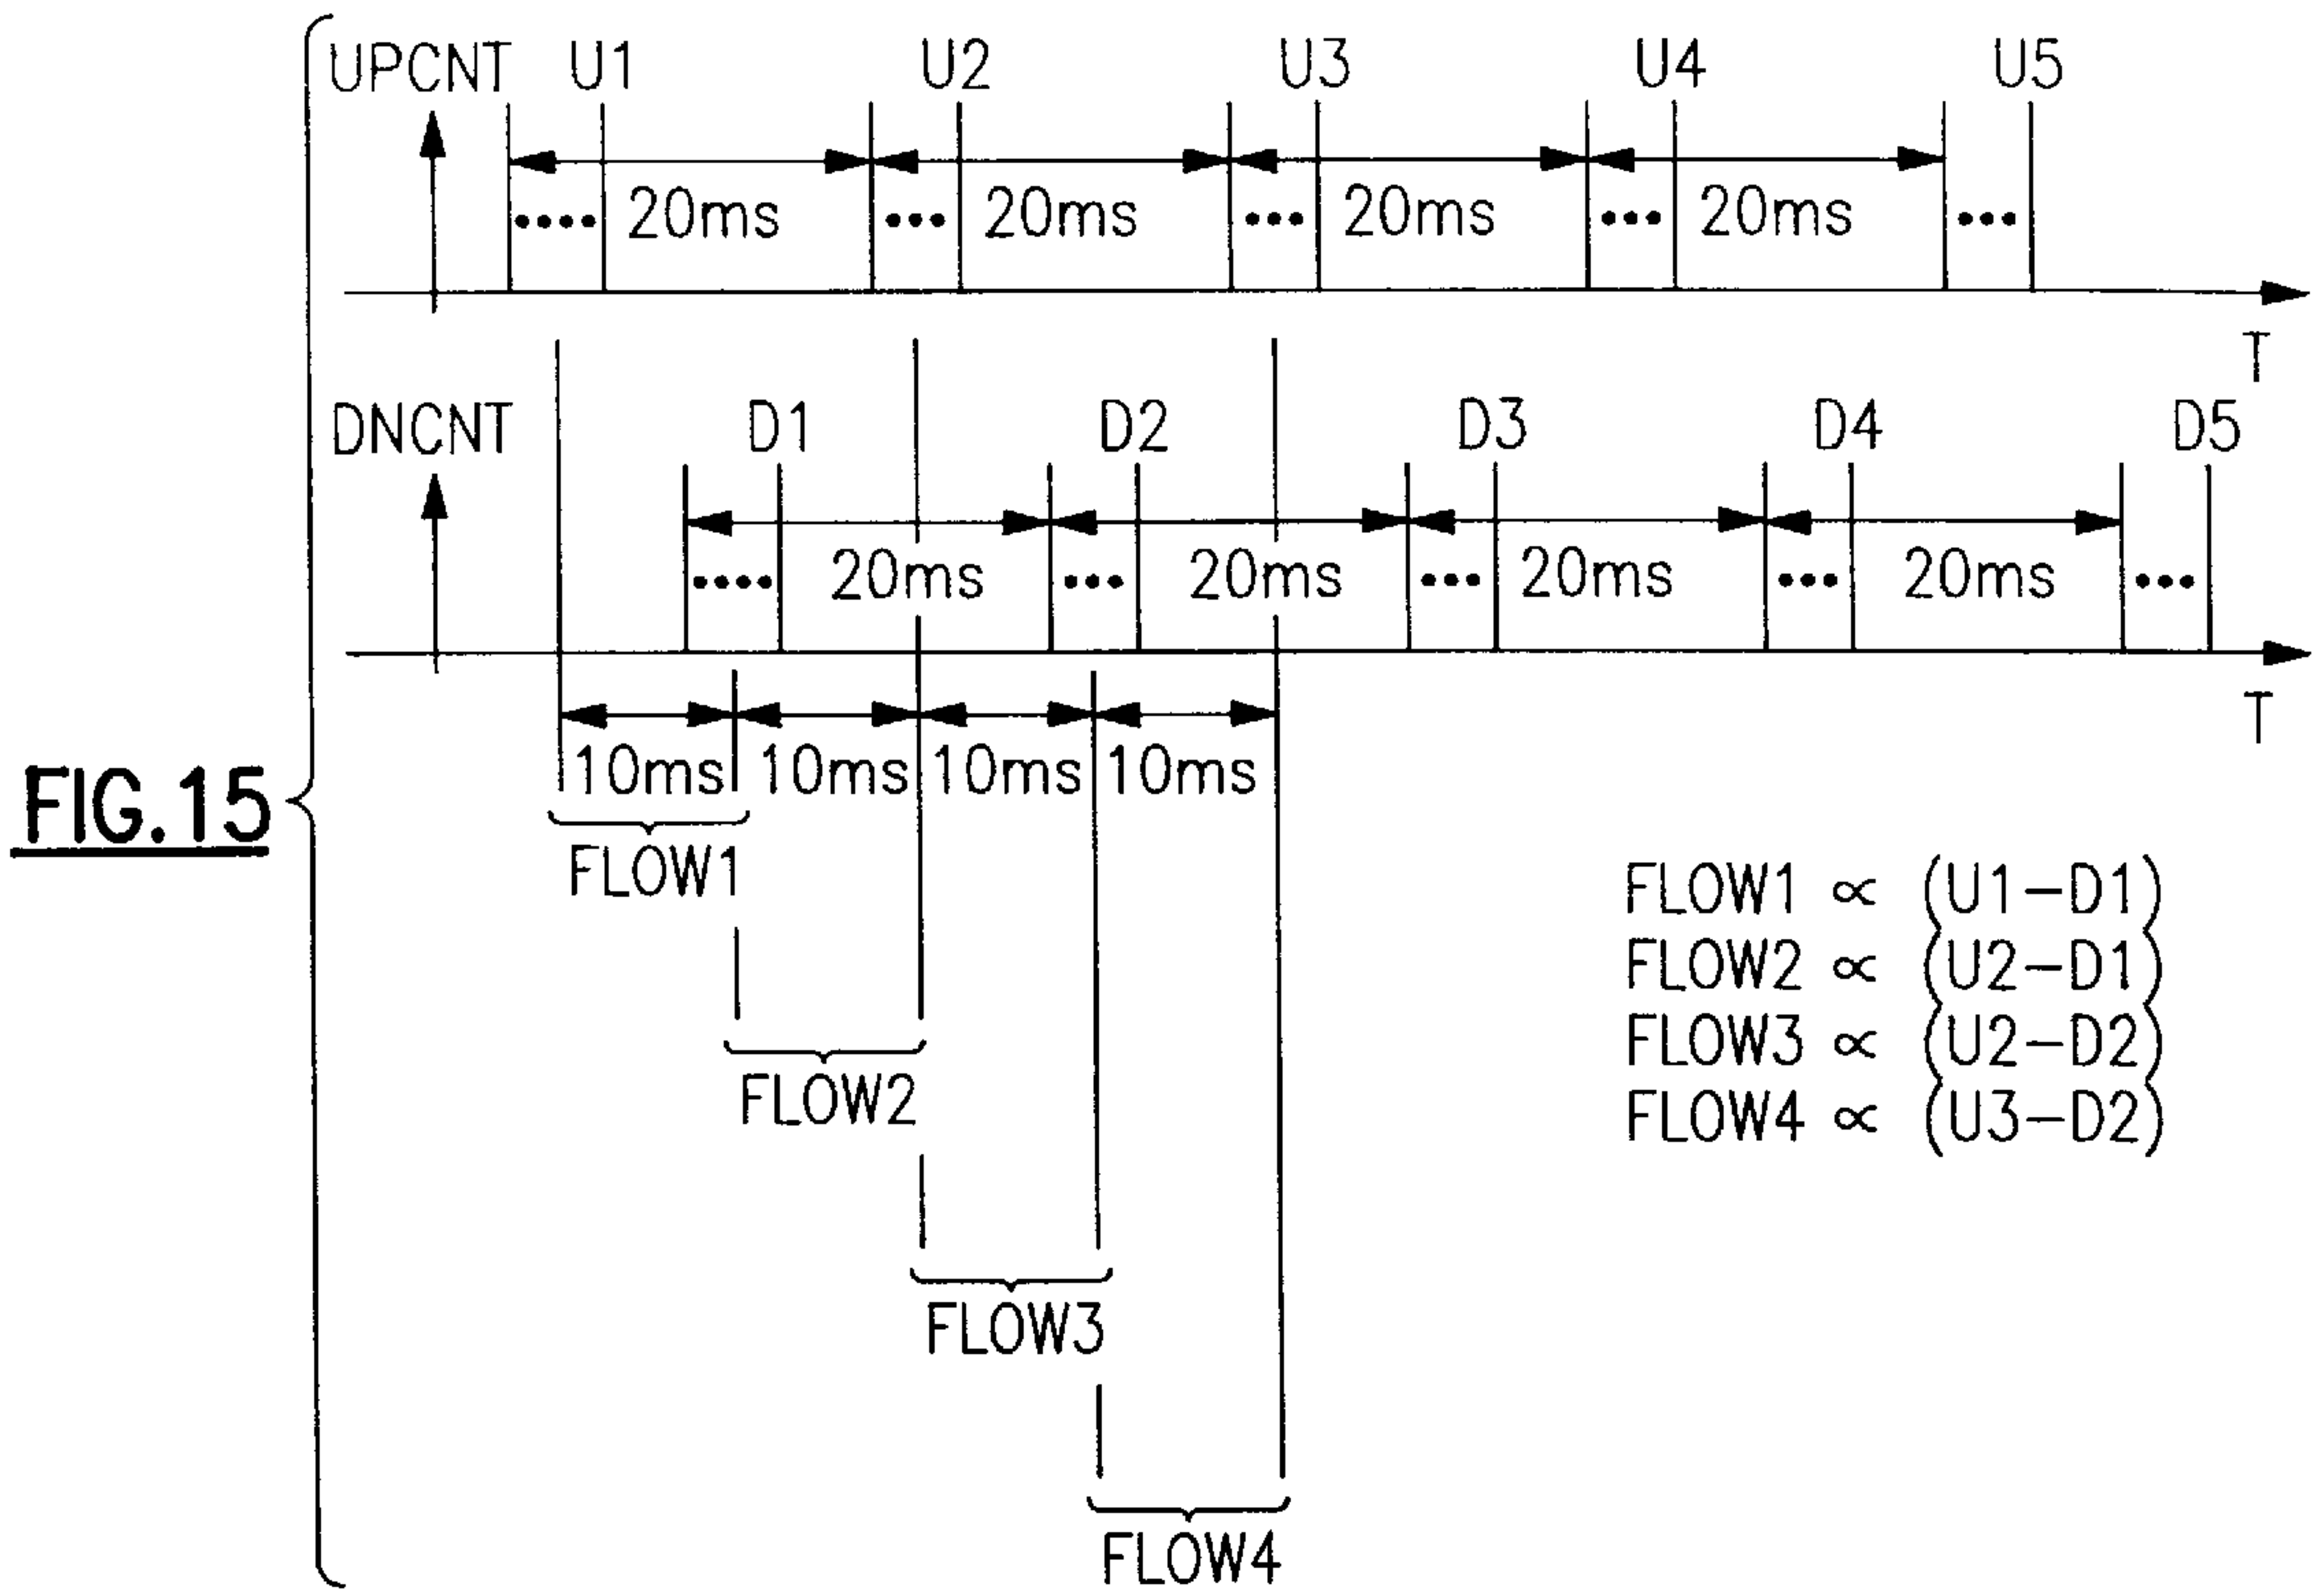 UPCNT U1 U2 U3 U4 U5
•••• 20ms ••• 20ms ••• 20ms ••• 20ms •••
T
DNCNT D1 D2 D3 D4 D5
•••• 20ms ••• 20ms ••• 20ms ••• 20ms •••
T
10ms 10ms 10ms 10ms
FIG.15
FLOW1
FLOW2
FLOW3
FLOW4
FLOW1 ∝ (U1-D1)
FLOW2 ∝ (U2-D1)
FLOW3 ∝ (U2-D2)
FLOW4 ∝ (U3-D2)